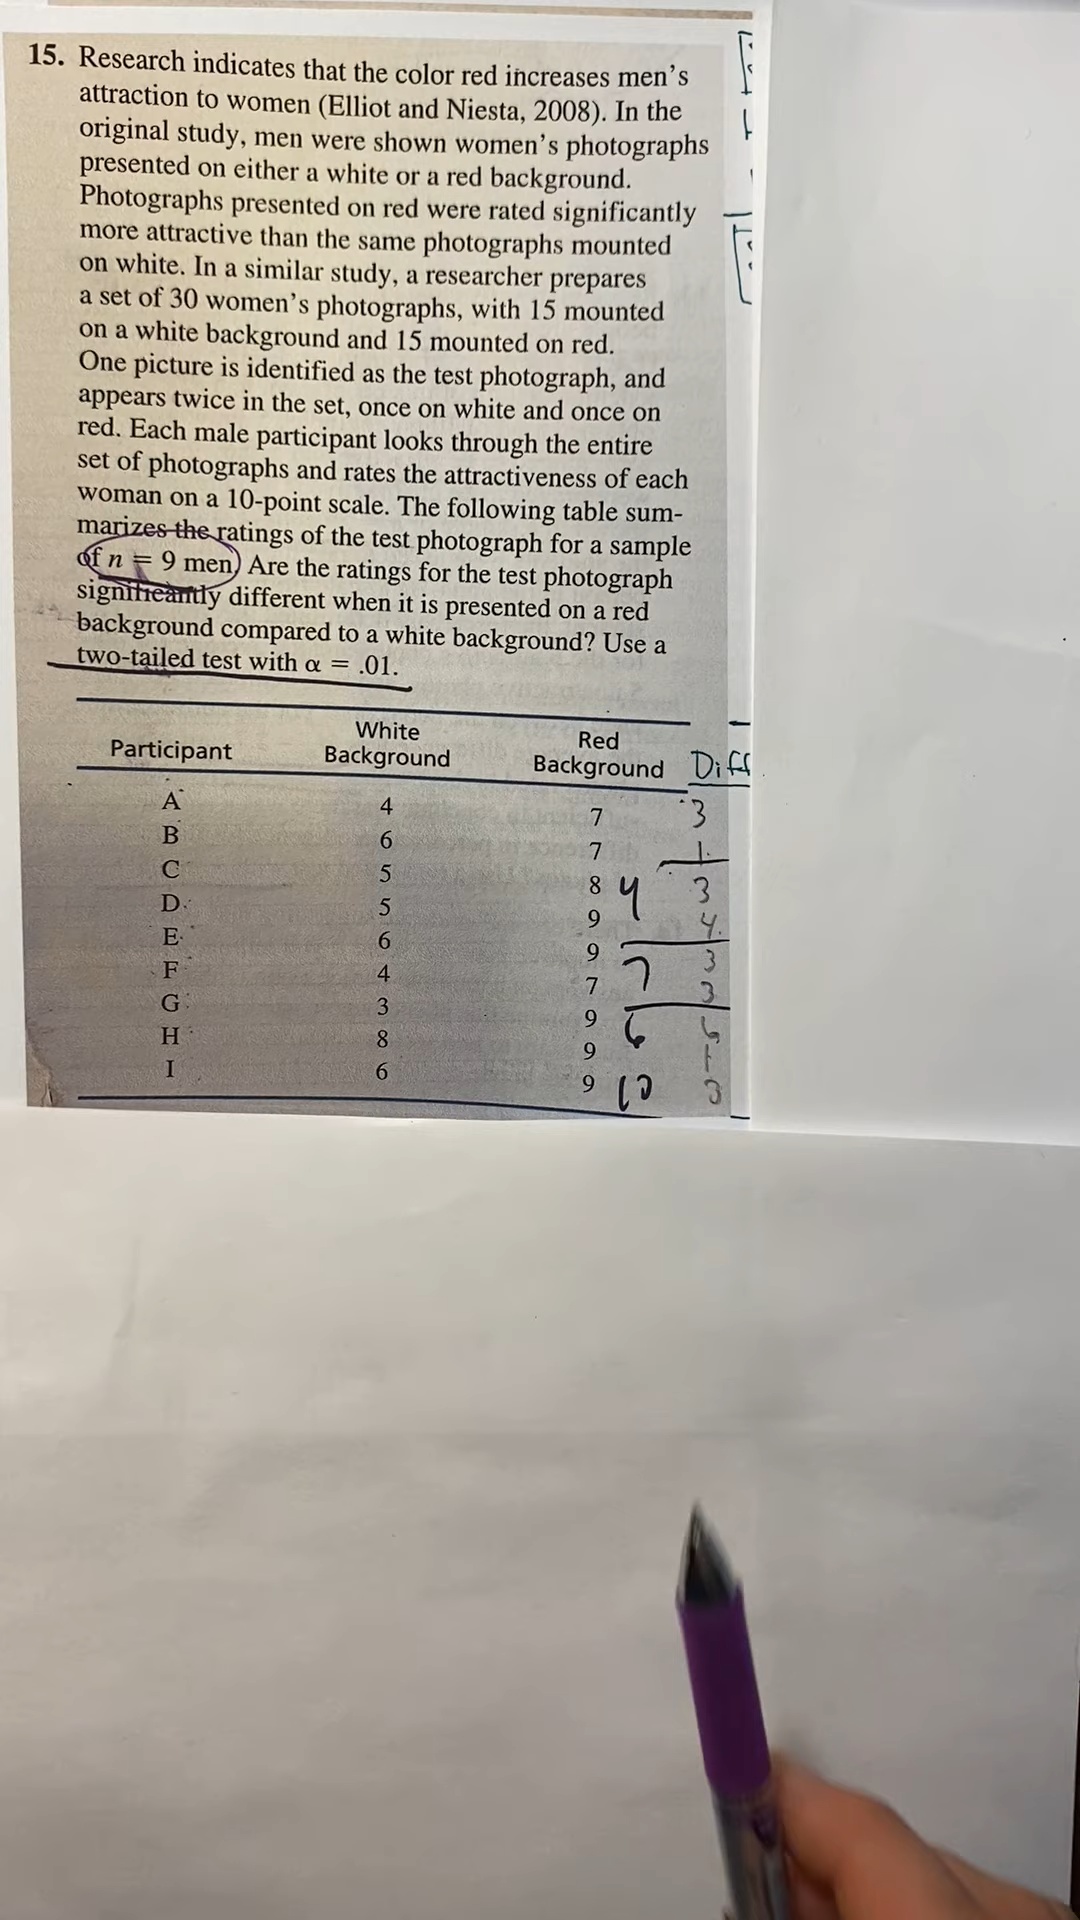 15. Research indicates that the color red increases men's
attraction to women (Elliot and Niesta, 2008). In the
original study, men were shown women's photographs
presented on either a white or a red background.
Photographs presented on red were rated significantly
more attractive than the same photographs mounted
on white. In a similar study, a researcher prepares
a set of 30 women's photographs, with 15 mounted
on a white background and 15 mounted on red.
One picture is identified as the test photograph, and
appears twice in the set, once on white and once on
red. Each male participant looks through the entire
set of photographs and rates the attractiveness of each
woman on a 10-point scale. The following table sum-
marizes the ratings of the test photograph for a sample
of n = 9 men. Are the ratings for the test photograph
significantly different when it is presented on a red
background compared to a white background? Use a
two-tailed test with α = .01.
Participant White Background Red Background Diff
A 4 7 3
B 6 7 1
C 5 8 4 3
D 5 9 4
E 6 9 3
F 4 7 7 3
G 3 9 6 6
H 8 9 1
I 6 9 10 3